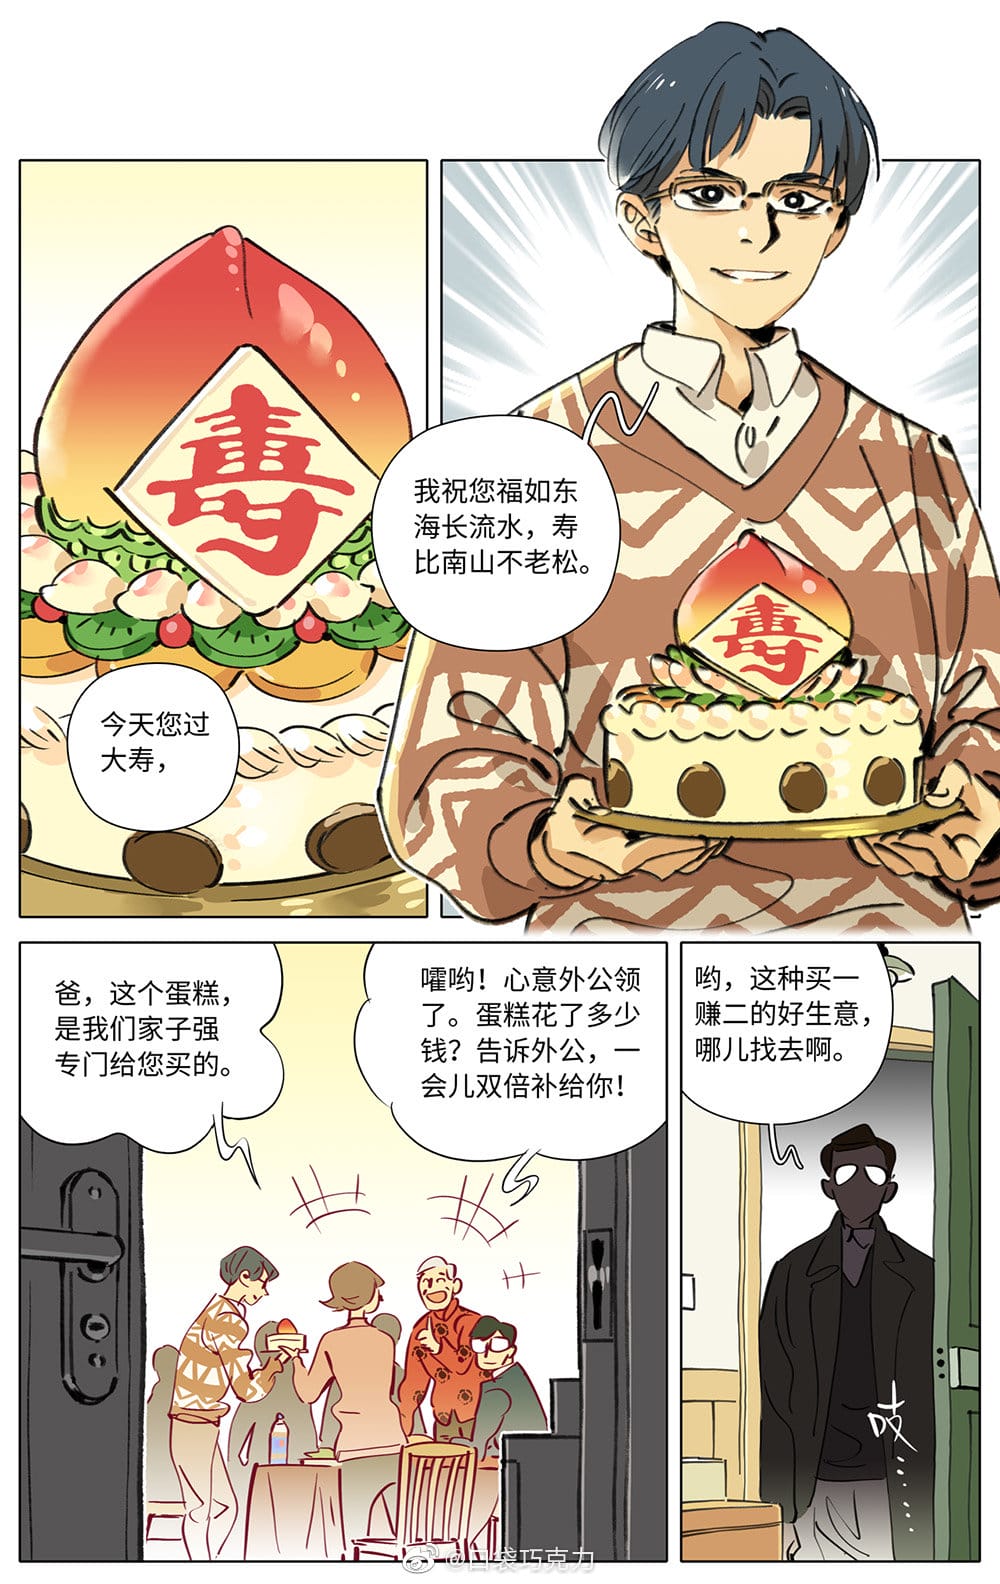 寿
今天您过
大寿，
我祝您福如东
海长流水，寿
比南山不老松。
寿
爸，这个蛋糕，
是我们家子强
专门给您买的。
嚯哟！心意外公领
了。蛋糕花了多少
钱？告诉外公，一
会儿双倍补给你！
哟，这种买一
赚二的好生意，
哪儿找去啊。
吱……
@口袋巧克力